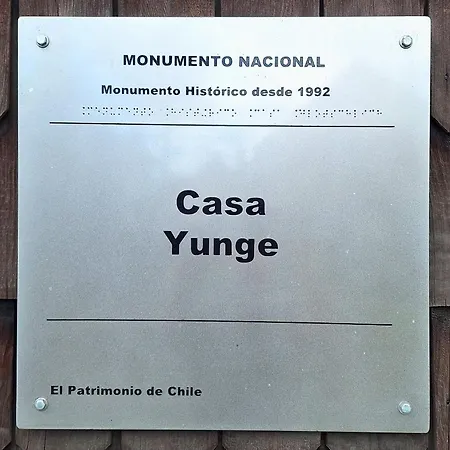 MONUMENTO NACIONAL
Monumento Histórico desde 1992
Casa
Yunge
El Patrimonio de Chile